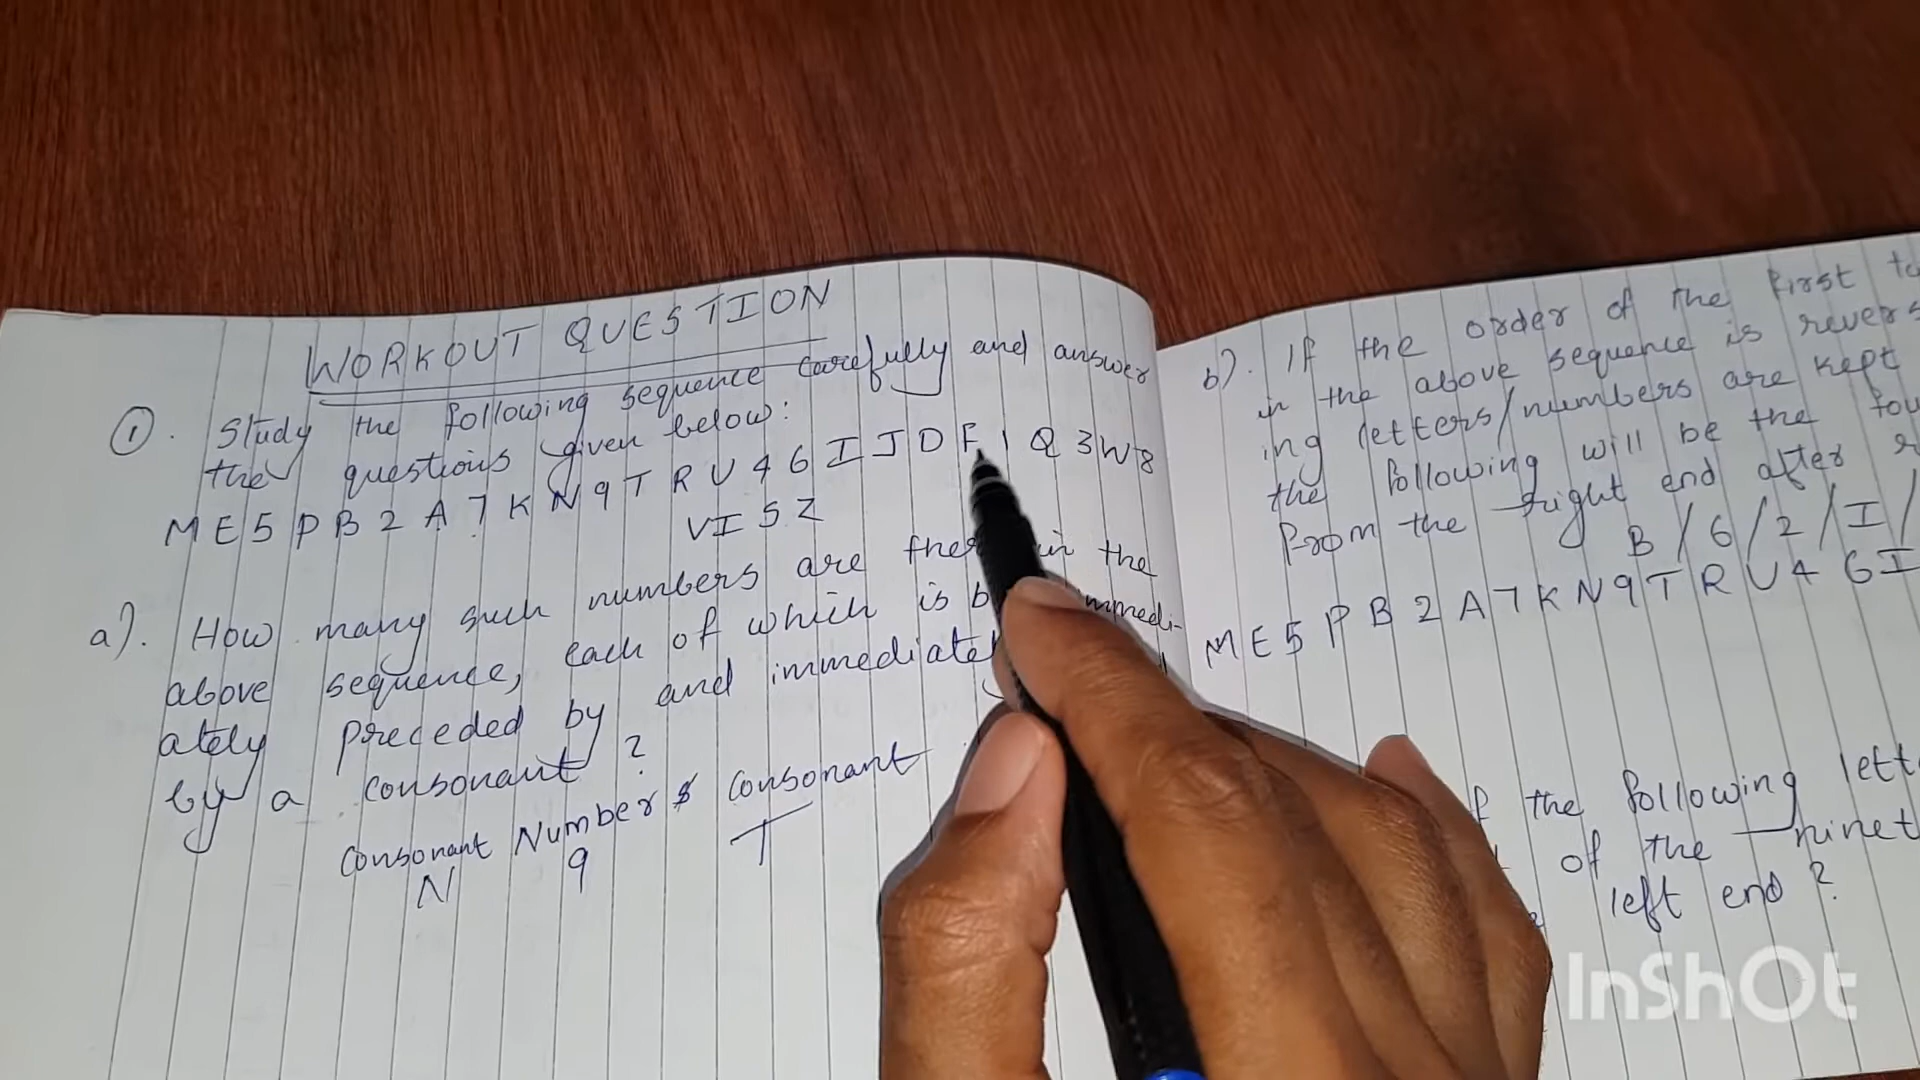 WORKOUT QUESTION
①. Study the following sequence carefully and answer
the questions given below:
M E 5 P B 2 A 7 K N 9 T R U 4 6 I J D F 1 Q 3 W 8
V I S Z
a). How many such numbers are in the
above sequence, each of which is
ately preceded by and
by a consonant ?
Consonant Number $ Consonant
N 9 T
b). If the order of the first
in the above sequence is
ing letters/numbers are kept
the following will be the
from the right end after
B / 6 / 2 / I /
M E 5 P B 2 A 7 K N 9 T R U 4 6 I
the following
of the
left end ?
InShOt